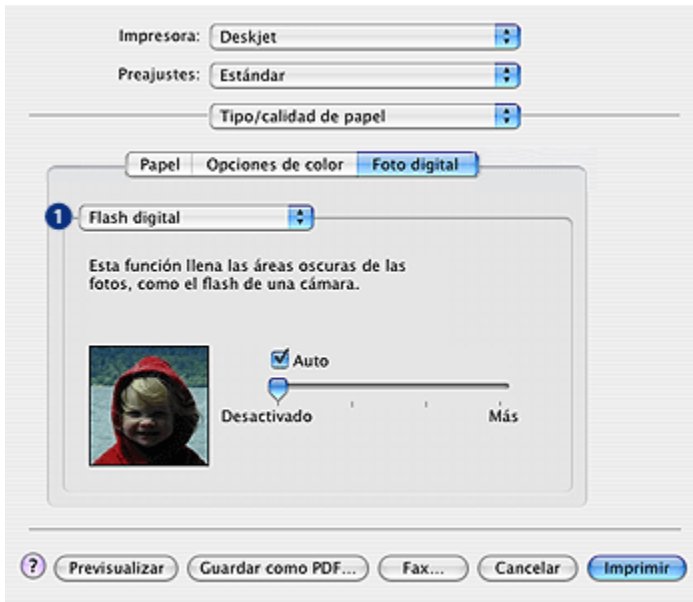 Impresora: Deskjet
Preajustes: Estándar
Tipo/calidad de papel
Papel Opciones de color Foto digital
1 Flash digital
Esta función llena las áreas oscuras de las
fotos, como el flash de una cámara.
Auto
Desactivado Más
? Previsualizar Guardar como PDF... Fax... Cancelar Imprimir